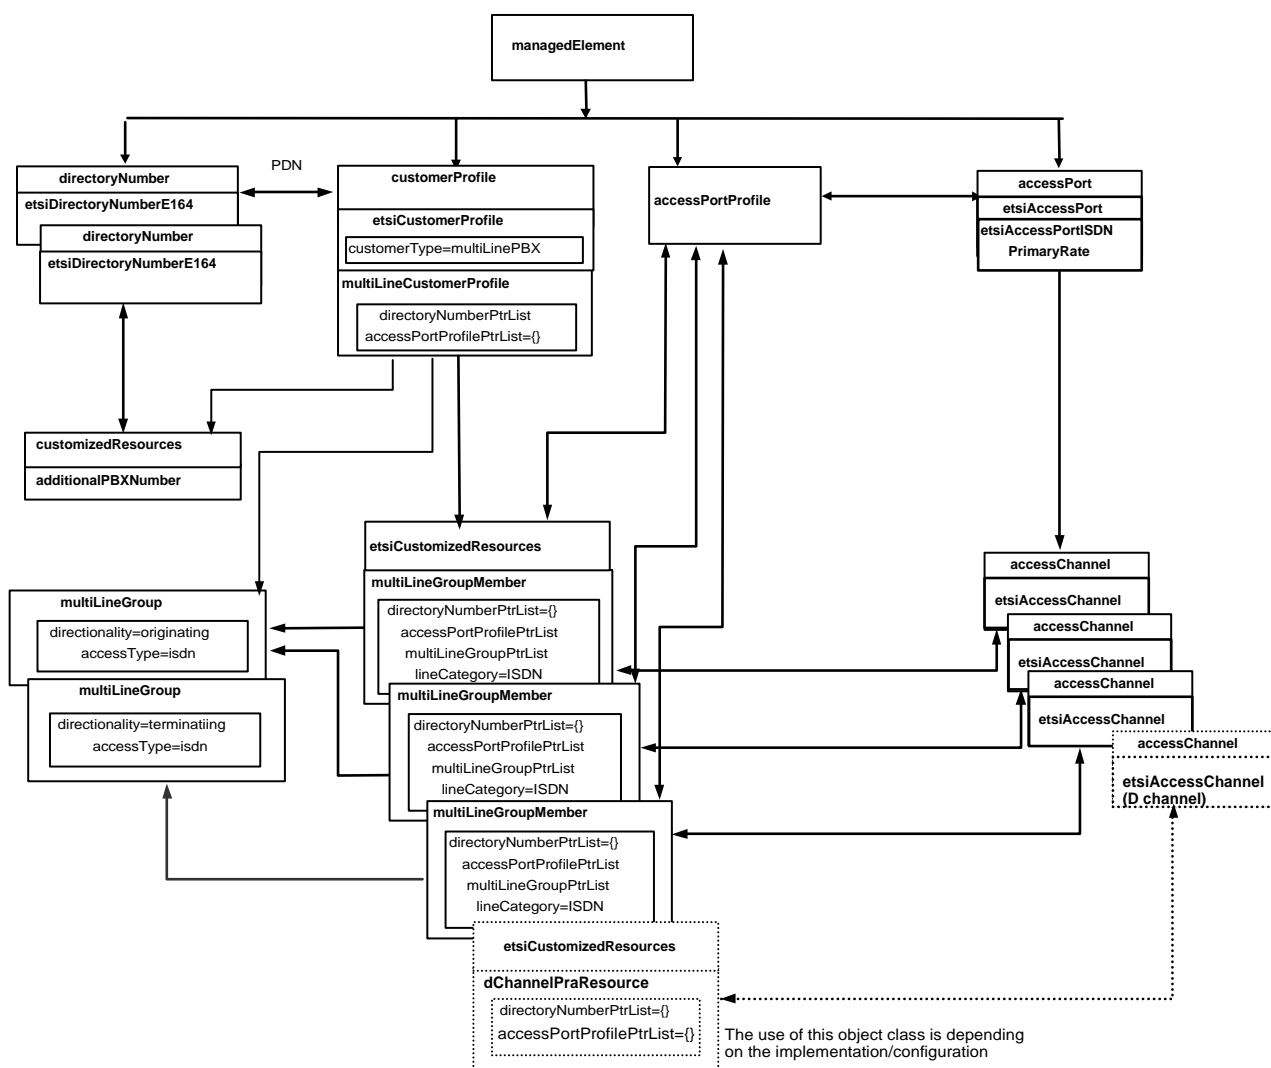 managedElement
PDN
directoryNumber
etsiDirectoryNumberE164
directoryNumber
etsiDirectoryNumberE164
customerProfile
etsiCustomerProfile
customerType=multiLinePBX
multiLineCustomerProfile
directoryNumberPtrList
accessPortProfilePtrList={}
accessPortProfile
accessPort
etsiAccessPort
etsiAccessPortISDN
PrimaryRate
customizedResources
additionalPBXNumber
etsiCustomizedResources
multiLineGroupMember
directoryNumberPtrList={}
accessPortProfilePtrList
multiLineGroupPtrList
lineCategory=ISDN
multiLineGroup
directionality=originating
accessType=isdn
multiLineGroup
directionality=terminatiing
accessType=isdn
multiLineGroupMember
directoryNumberPtrList={}
accessPortProfilePtrList
multiLineGroupPtrList
lineCategory=ISDN
multiLineGroupMember
directoryNumberPtrList={}
accessPortProfilePtrList
multiLineGroupPtrList
lineCategory=ISDN
accessChannel
etsiAccessChannel
accessChannel
etsiAccessChannel
accessChannel
etsiAccessChannel
accessChannel
etsiAccessChannel
(D channel)
etsiCustomizedResources
dChannelPraResource
directoryNumberPtrList={}
accessPortProfilePtrList={}
The use of this object class is depending
on the implementation/configuration